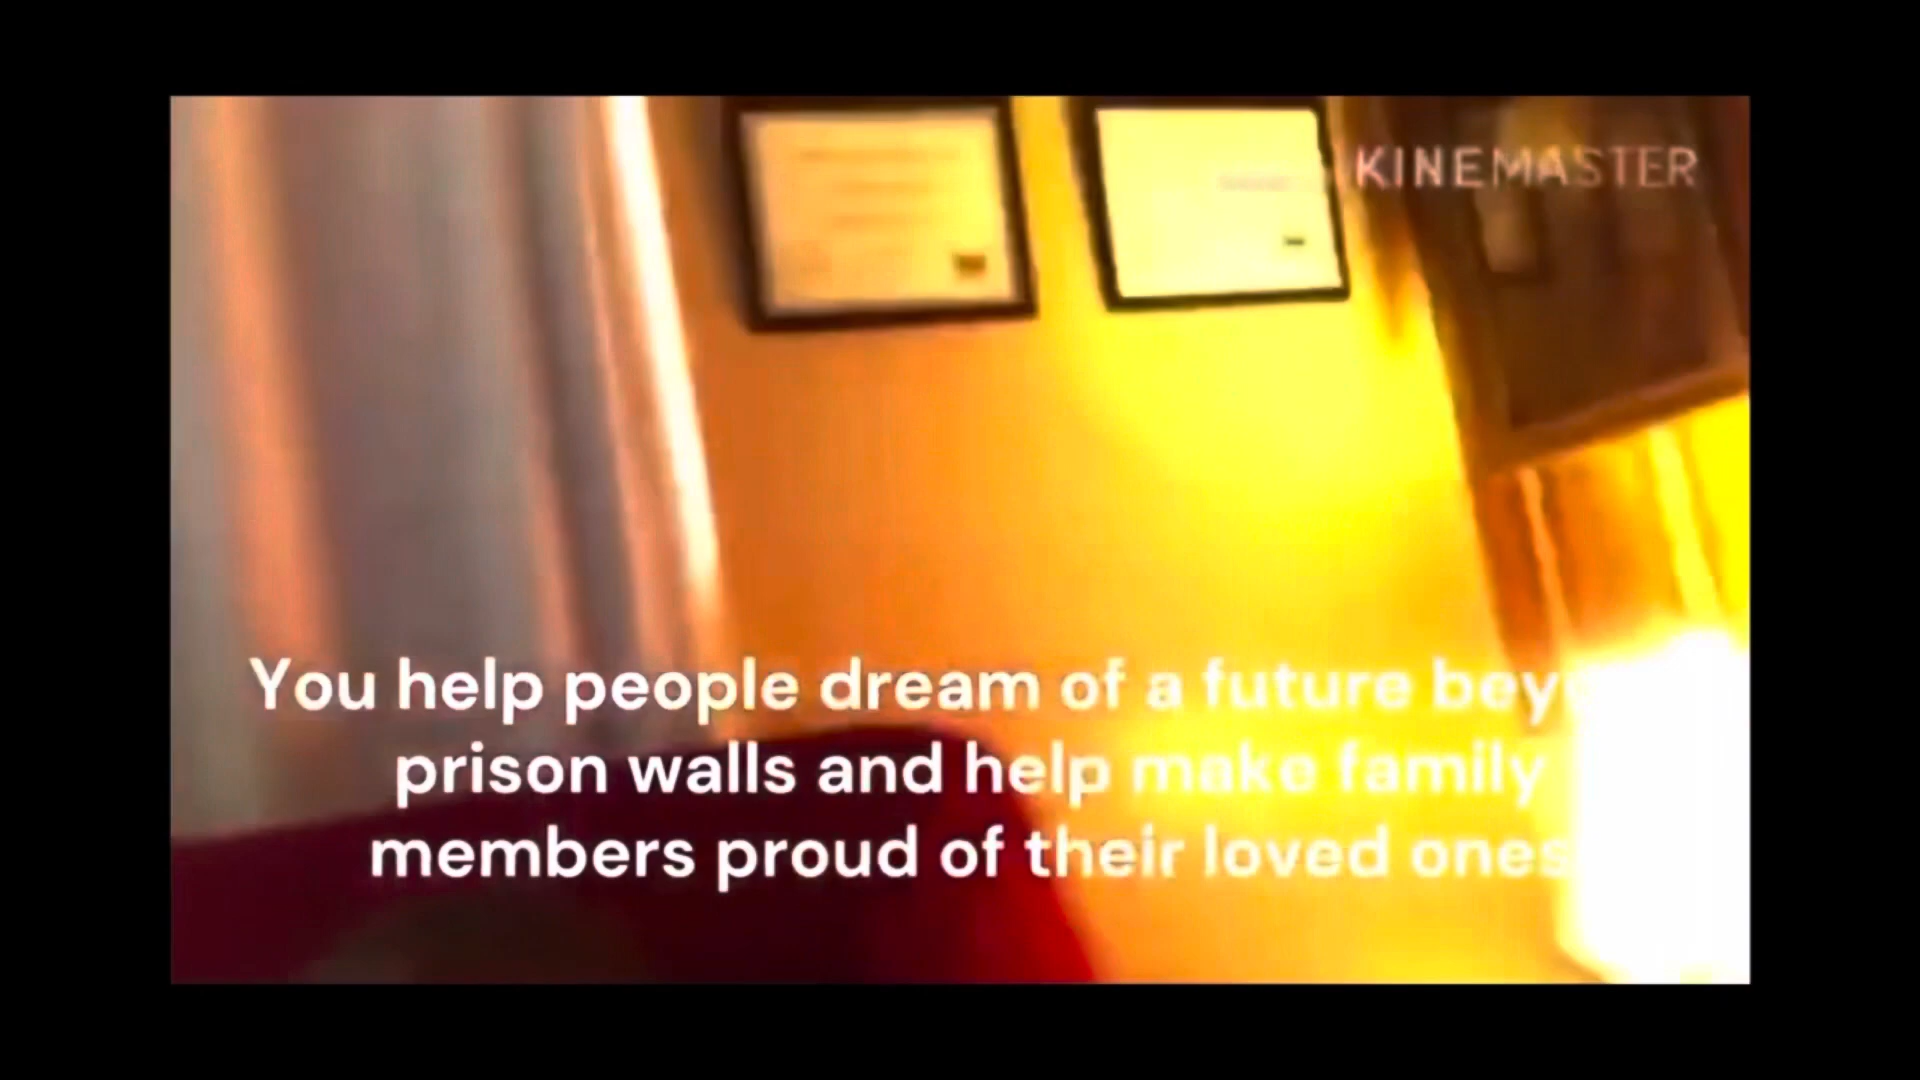 KINEMASTER
You help people dream of a future bey
prison walls and help make family
members proud of their loved ones